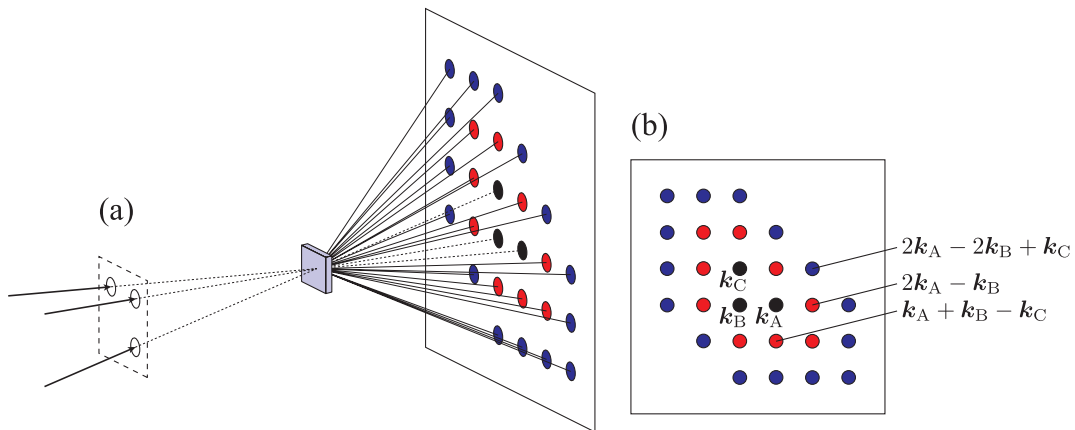 (a)
(b)
2k_A − 2k_B + k_C
k_C
2k_A − k_B
k_B k_A
k_A + k_B − k_C